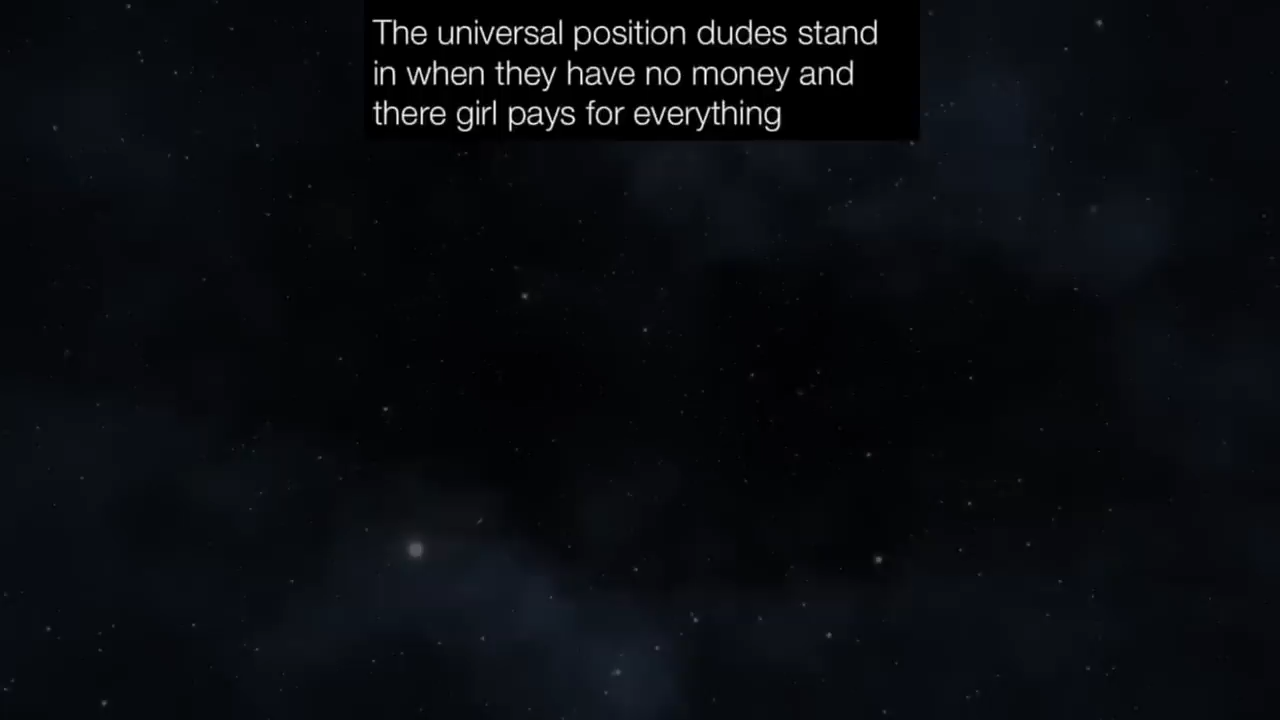 The universal position dudes stand
in when they have no money and
there girl pays for everything